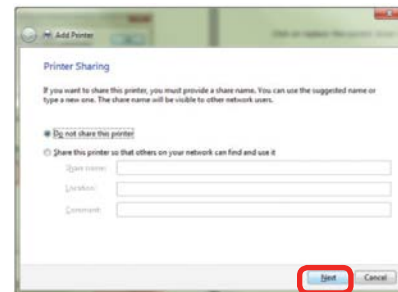 Add Printer
Printer Sharing
If you want to share this printer, you must provide a share name. You can use the suggested name or
type a new one. The share name will be visible to other network users.
Do not share this printer
Share this printer so that others on your network can find and use it
Share name:
Location:
Comment:
Next
Cancel